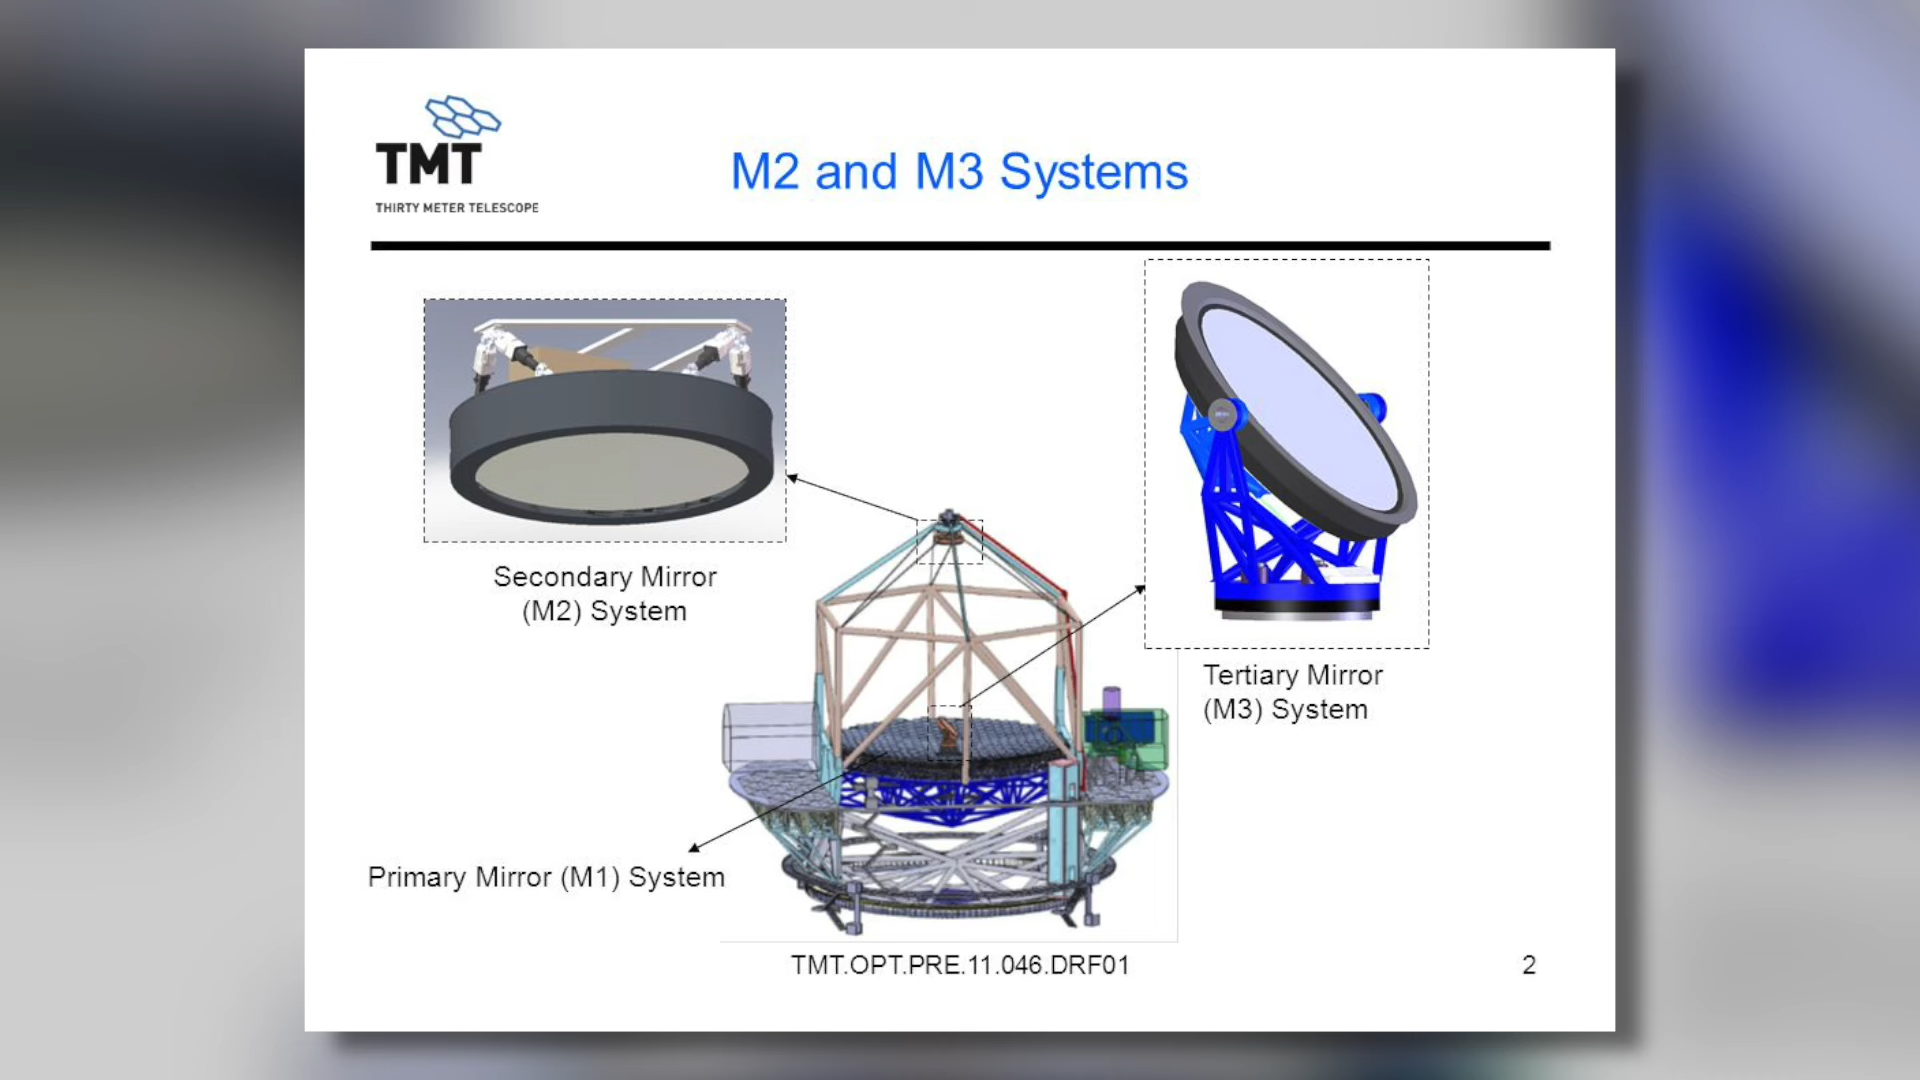 TMT
THIRTY METER TELESCOPE
M2 and M3 Systems
Secondary Mirror
(M2) System
Tertiary Mirror
(M3) System
Primary Mirror (M1) System
TMT.OPT.PRE.11.046.DRF01
2